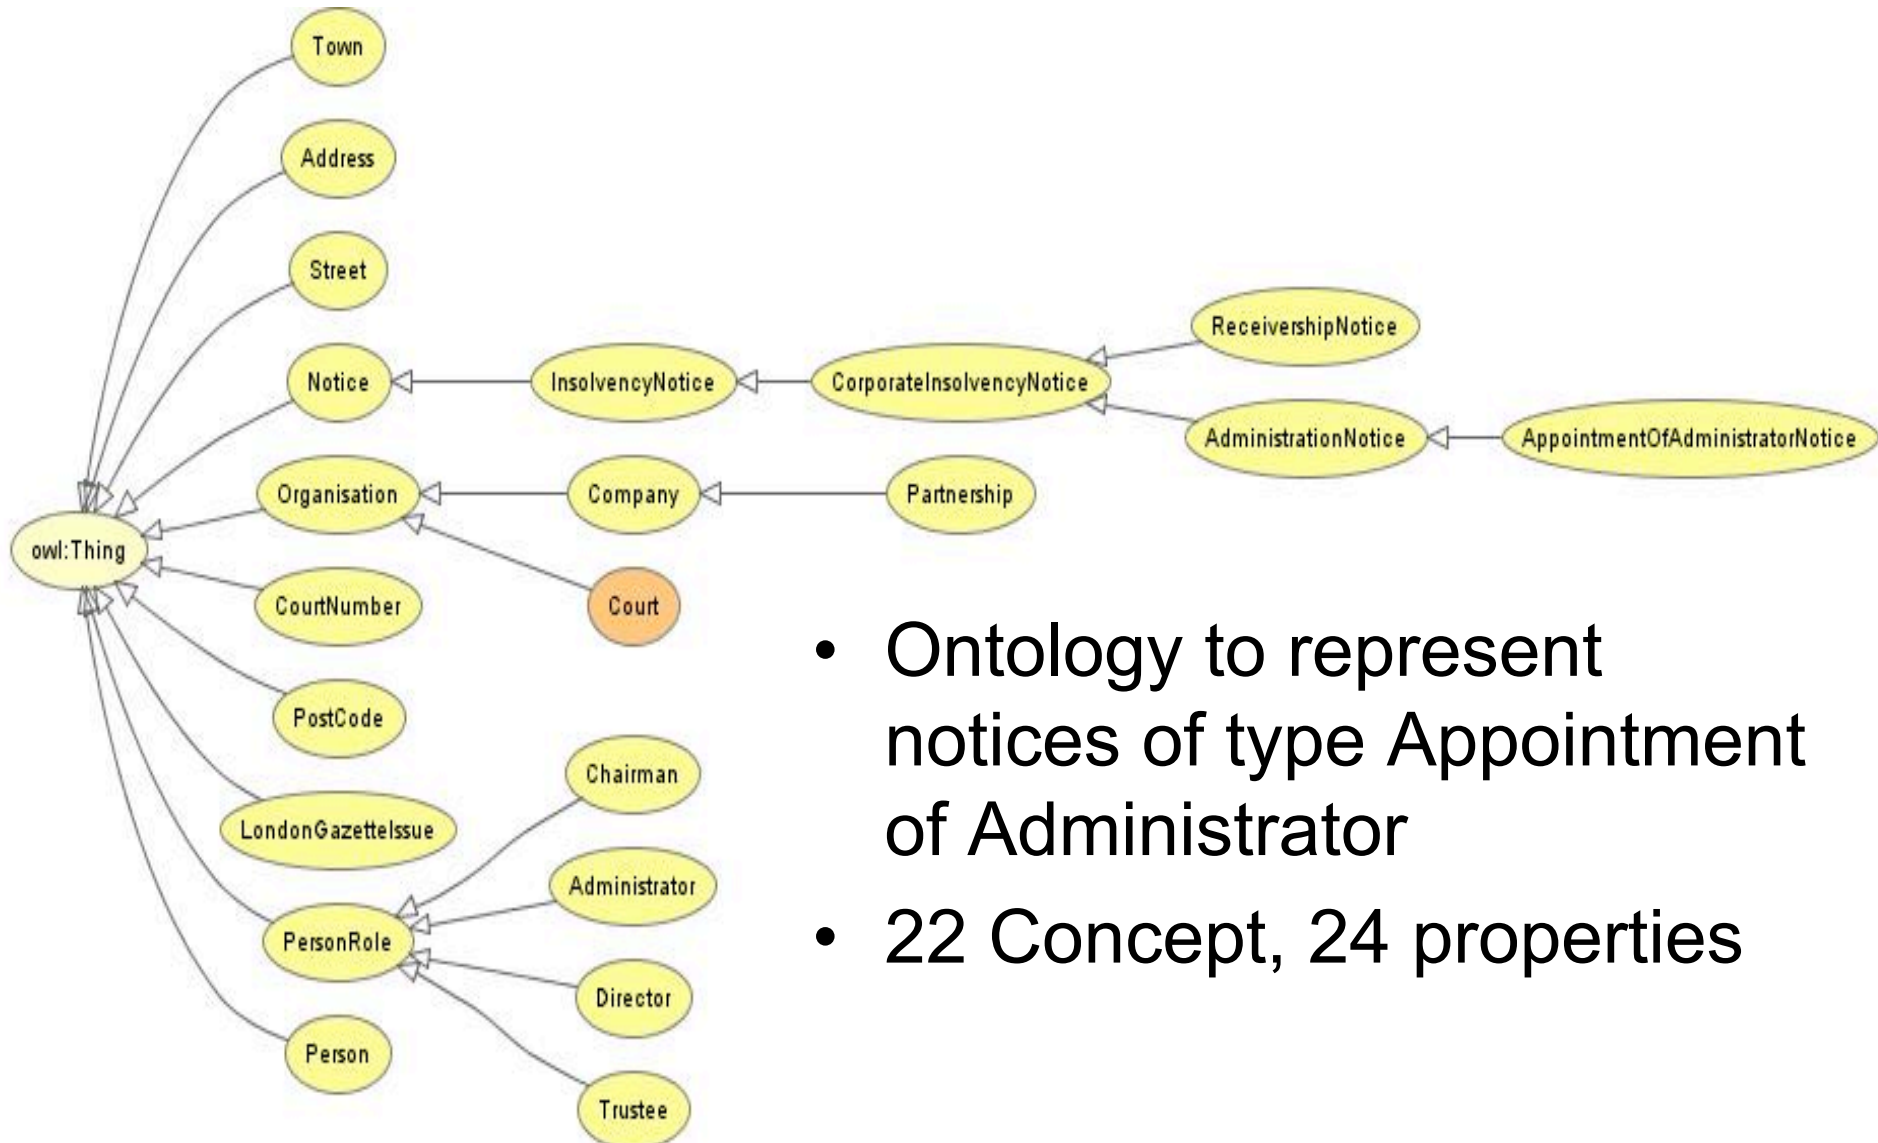 Town
Address
Street
ReceivershipNotice
Notice
InsolvencyNotice
CorporateInsolvencyNotice
AdministrationNotice
AppointmentOfAdministratorNotice
Organisation
Company
Partnership
owl:Thing
CourtNumber
Court
PostCode
LondonGazetteIssue
Chairman
Administrator
PersonRole
Director
Person
Trustee
• Ontology to represent
notices of type Appointment
of Administrator
• 22 Concept, 24 properties